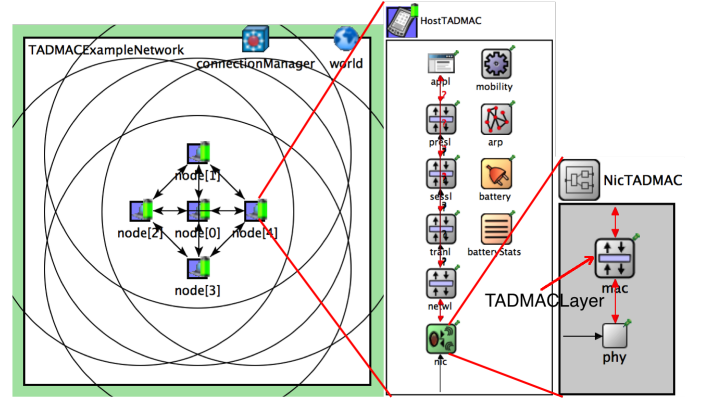 TADMACExampleNetwork
connectionManager
world
node[1]
node[2]
node[0]
node[4]
node[3]
HostTADMAC
appl
mobility
presl
arp
sessl
battery
tranl
batteryStats
netwl
nic
NicTADMAC
mac
TADMACLayer
phy